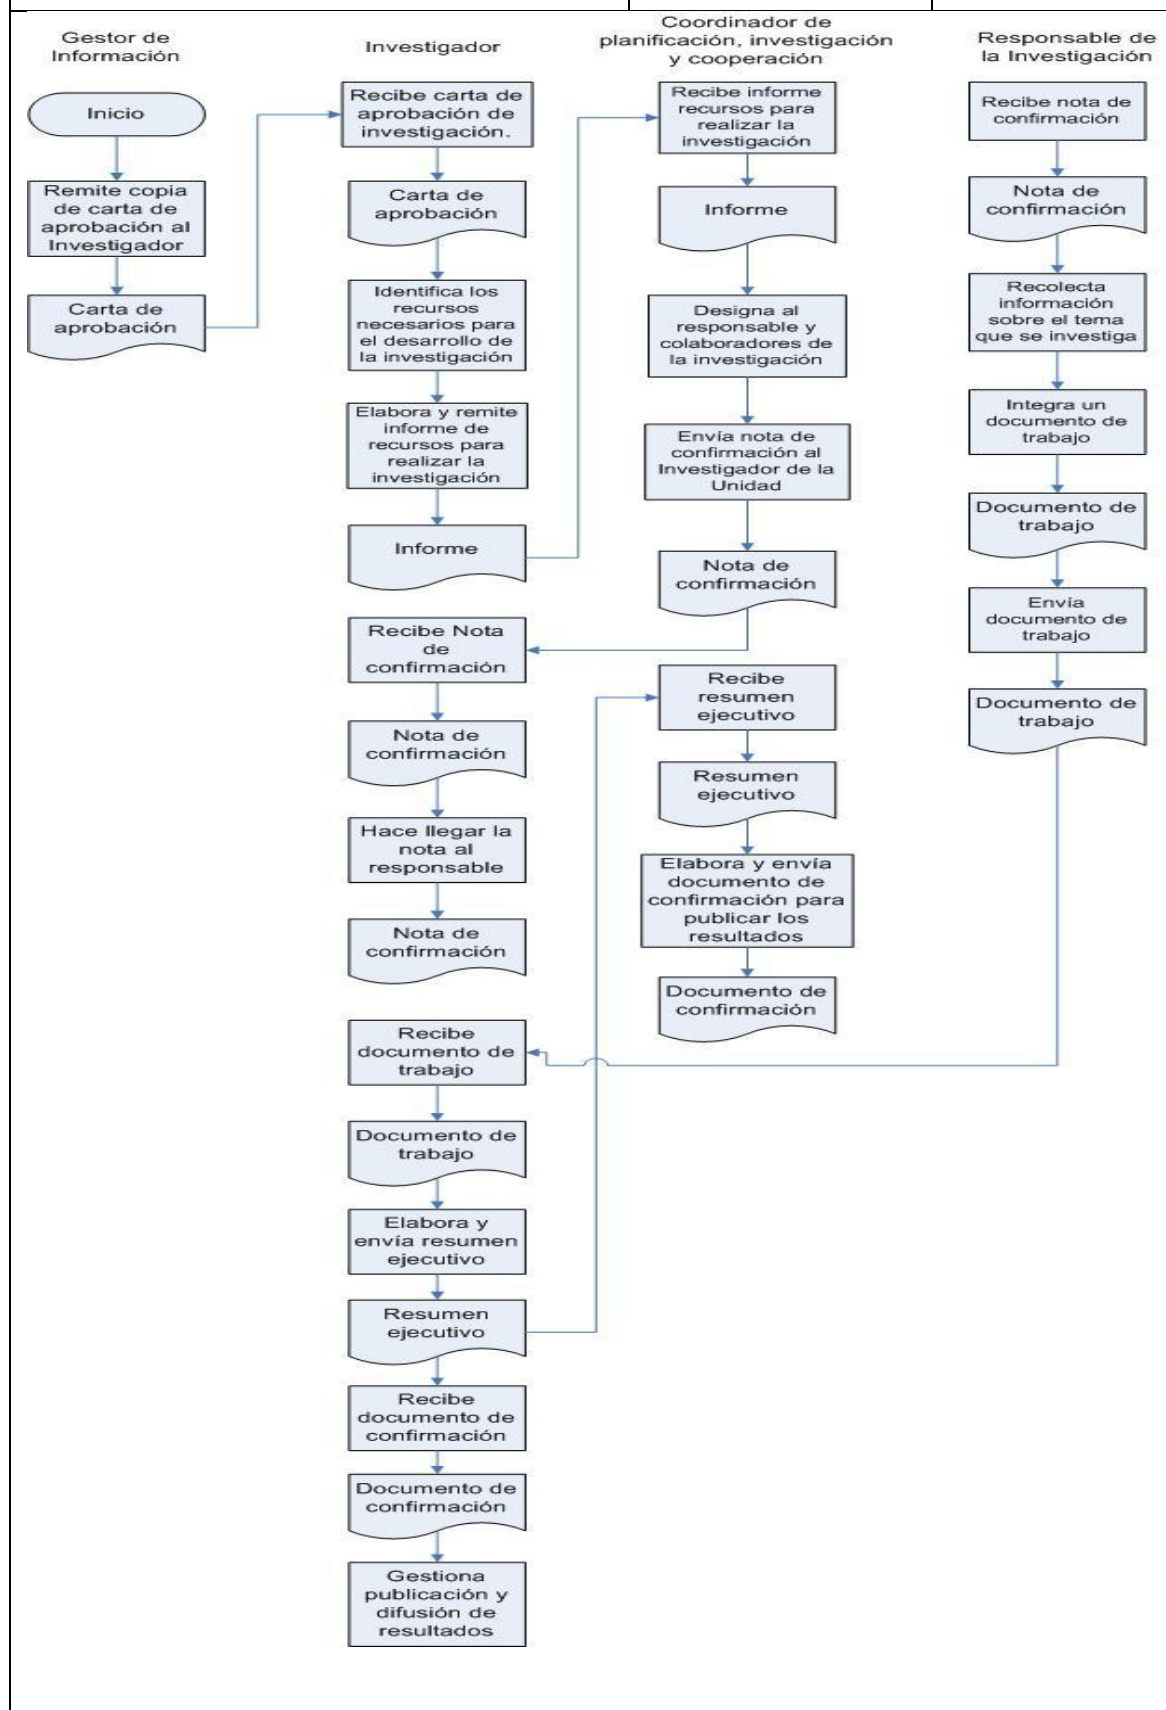 Gestor de
Información
Inicio
Remite copia
de carta de
aprobación al
Investigador
Carta de
aprobación
Investigador
Recibe carta de
aprobación de
investigación.
Carta de
aprobación
Identifica los
recursos
necesarios para
el desarrollo de
la investigación
Elabora y remite
informe de
recursos para
realizar la
investigación
Informe
Recibe Nota
de
confirmación
Nota de
confirmación
Hace llegar la
nota al
responsable
Nota de
confirmación
Recibe
documento de
trabajo
Documento de
trabajo
Elabora y
envía resumen
ejecutivo
Resumen
ejecutivo
Recibe
documento de
confirmación
Documento de
confirmación
Gestiona
publicación y
difusión de
resultados
Coordinador de
planificación, investigación
y cooperación
Recibe informe
recursos para
realizar la
investigación
Informe
Designa al
responsable y
colaboradores de
la investigación
Envía nota de
confirmación al
Investigador de la
Unidad
Nota de
confirmación
Recibe
resumen
ejecutivo
Resumen
ejecutivo
Elabora y envía
documento de
confirmación para
publicar los
resultados
Documento de
confirmación
Responsable de
la Investigación
Recibe nota de
confirmación
Nota de
confirmación
Recolecta
información
sobre el tema
que se investiga
Integra un
documento de
trabajo
Documento de
trabajo
Envía
documento de
trabajo
Documento de
trabajo